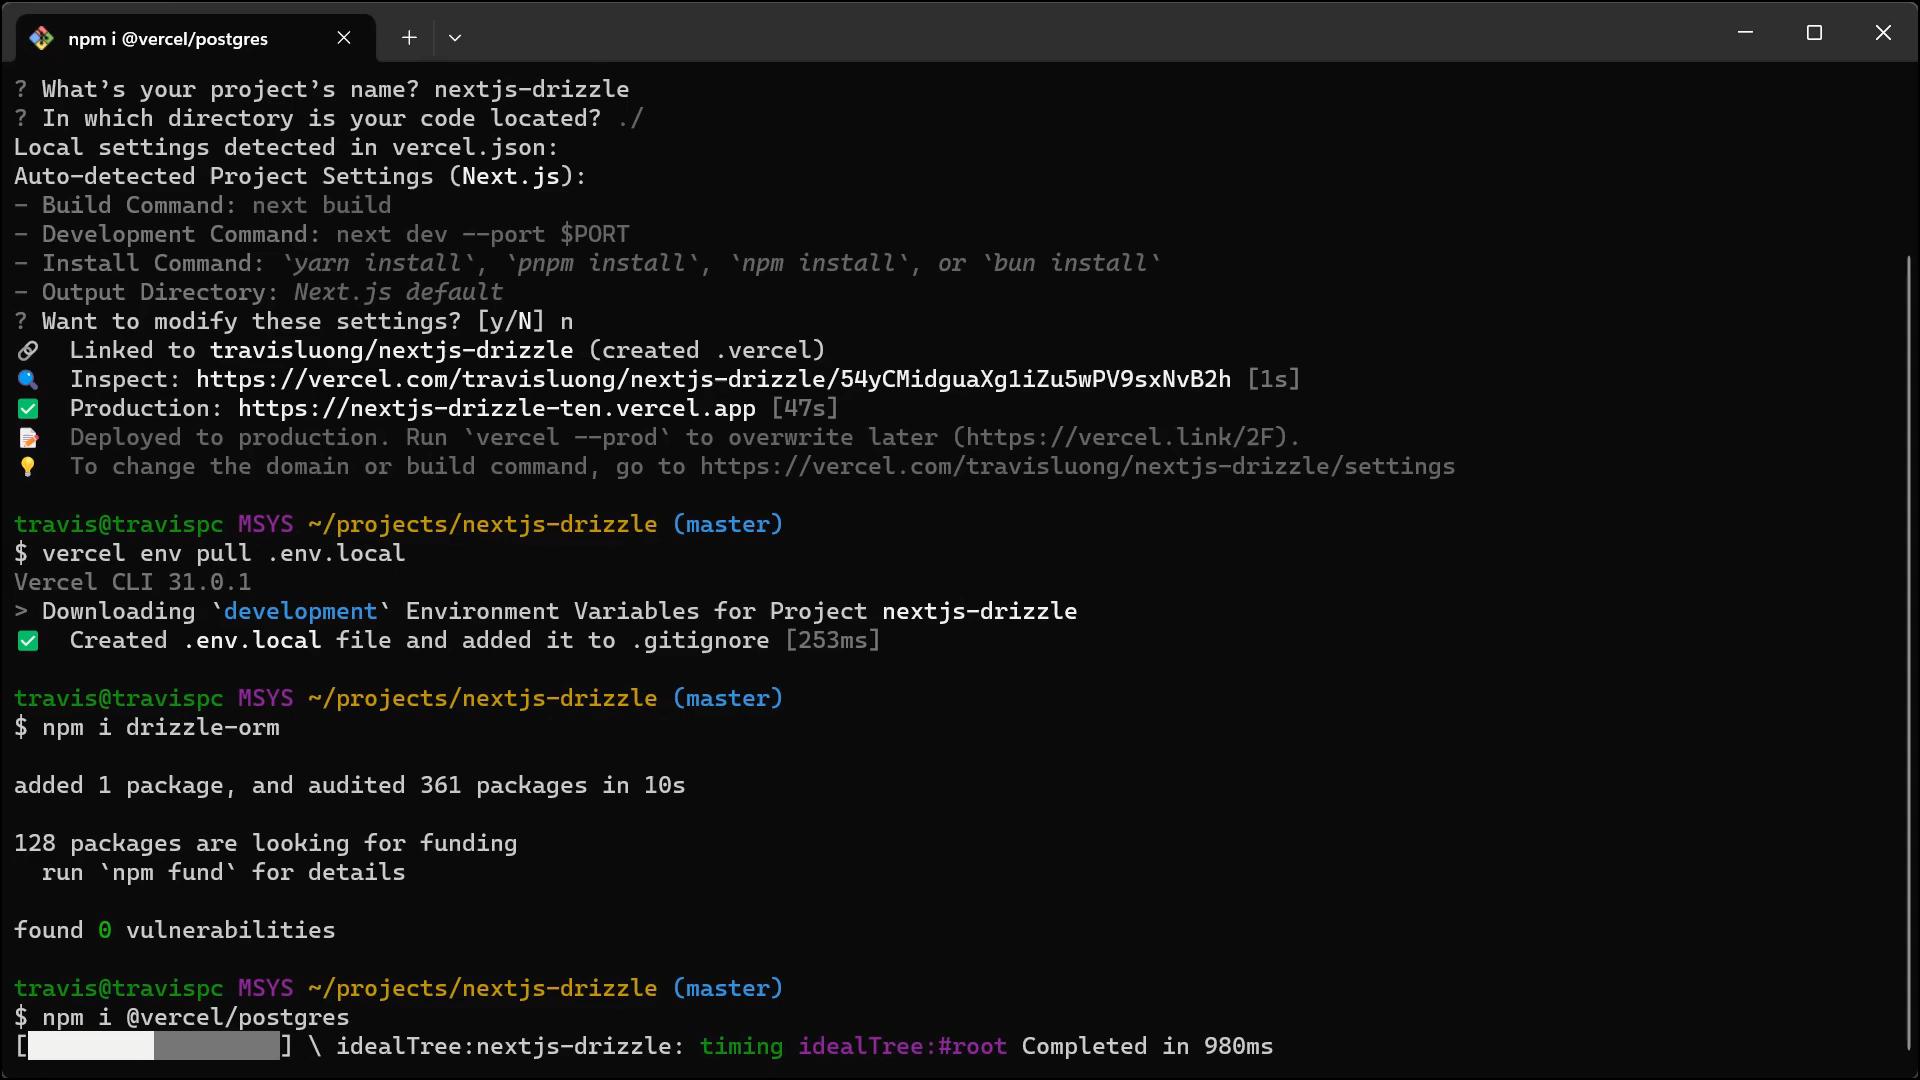 npm i @vercel/postgres
? What’s your project’s name? nextjs-drizzle
? In which directory is your code located? ./
Local settings detected in vercel.json:
Auto-detected Project Settings (Next.js):
- Build Command: next build
- Development Command: next dev --port $PORT
- Install Command: `yarn install`, `pnpm install`, `npm install`, or `bun install`
- Output Directory: Next.js default
? Want to modify these settings? [y/N] n
🔗  Linked to travisluong/nextjs-drizzle (created .vercel)
🔍  Inspect: https://vercel.com/travisluong/nextjs-drizzle/54yCMidguaXg1iZu5wPV9sxNvB2h [1s]
✅  Production: https://nextjs-drizzle-ten.vercel.app [47s]
📝  Deployed to production. Run `vercel --prod` to overwrite later (https://vercel.link/2F).
💡  To change the domain or build command, go to https://vercel.com/travisluong/nextjs-drizzle/settings
travis@travispc MSYS ~/projects/nextjs-drizzle (master)
$ vercel env pull .env.local
Vercel CLI 31.0.1
> Downloading `development` Environment Variables for Project nextjs-drizzle
✅  Created .env.local file and added it to .gitignore [253ms]
travis@travispc MSYS ~/projects/nextjs-drizzle (master)
$ npm i drizzle-orm
added 1 package, and audited 361 packages in 10s
128 packages are looking for funding
  run `npm fund` for details
found 0 vulnerabilities
travis@travispc MSYS ~/projects/nextjs-drizzle (master)
$ npm i @vercel/postgres
[                  ] \ idealTree:nextjs-drizzle: timing idealTree:#root Completed in 980ms